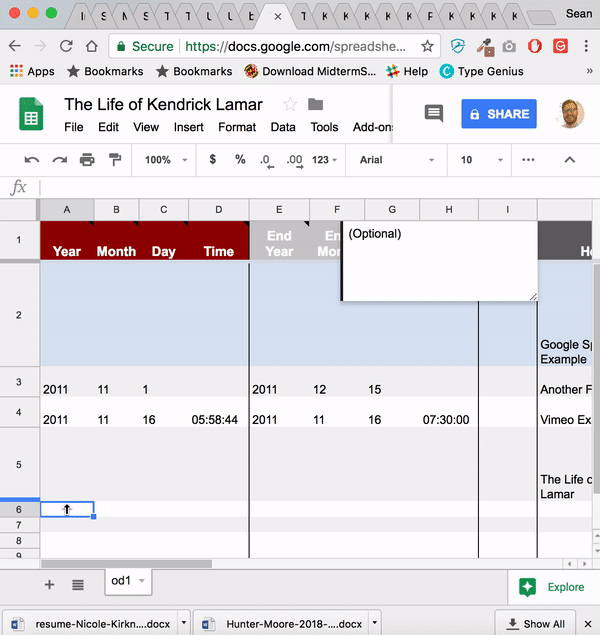 Sean
I S M S T T U U b × T K K K K P K K K K
Secure https://docs.google.com/spreadshe...
Apps Bookmarks Bookmarks Download MidtermS... Help Type Genius »
The Life of Kendrick Lamar
File Edit View Insert Format Data Tools Add-ons
SHARE
100% $ % .0 .00 123 Arial 10 ...
fx
A B C D E F G H I
1 Year Month Day Time End Year
(Optional)
2 Google Sp
Example
3 2011 11 1 2011 12 15 Another F
4 2011 11 16 05:58:44 2011 11 16 07:30:00 Vimeo Ex
5 The Life o
Lamar
6
7
8
9
+ od1 Explore
resume-Nicole-Kirkn....docx Hunter-Moore-2018-....docx Show All ×